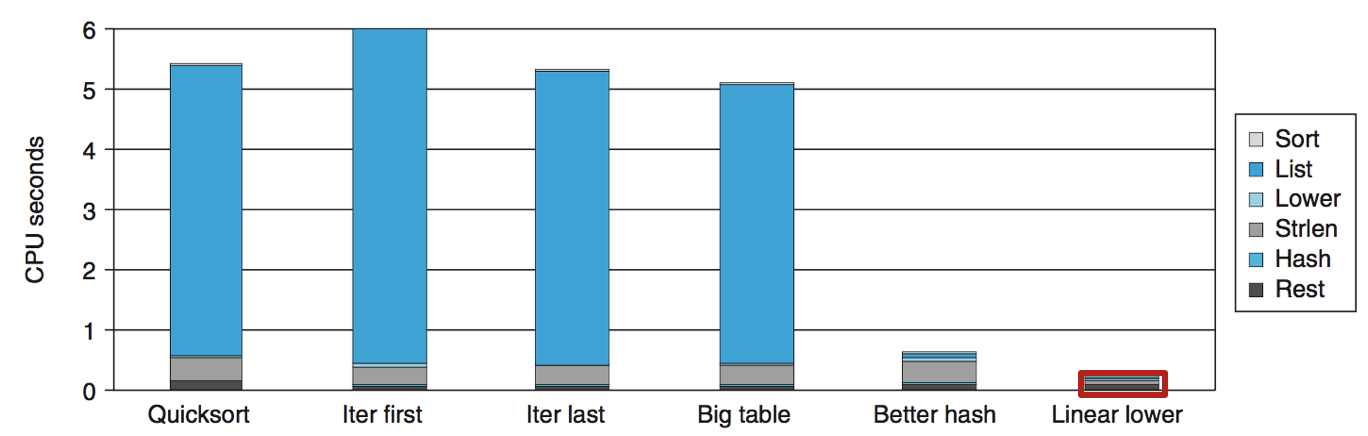 CPU seconds
6
5
4
3
2
1
0
Quicksort Iter first Iter last Big table Better hash Linear lower
Sort
List
Lower
Strlen
Hash
Rest